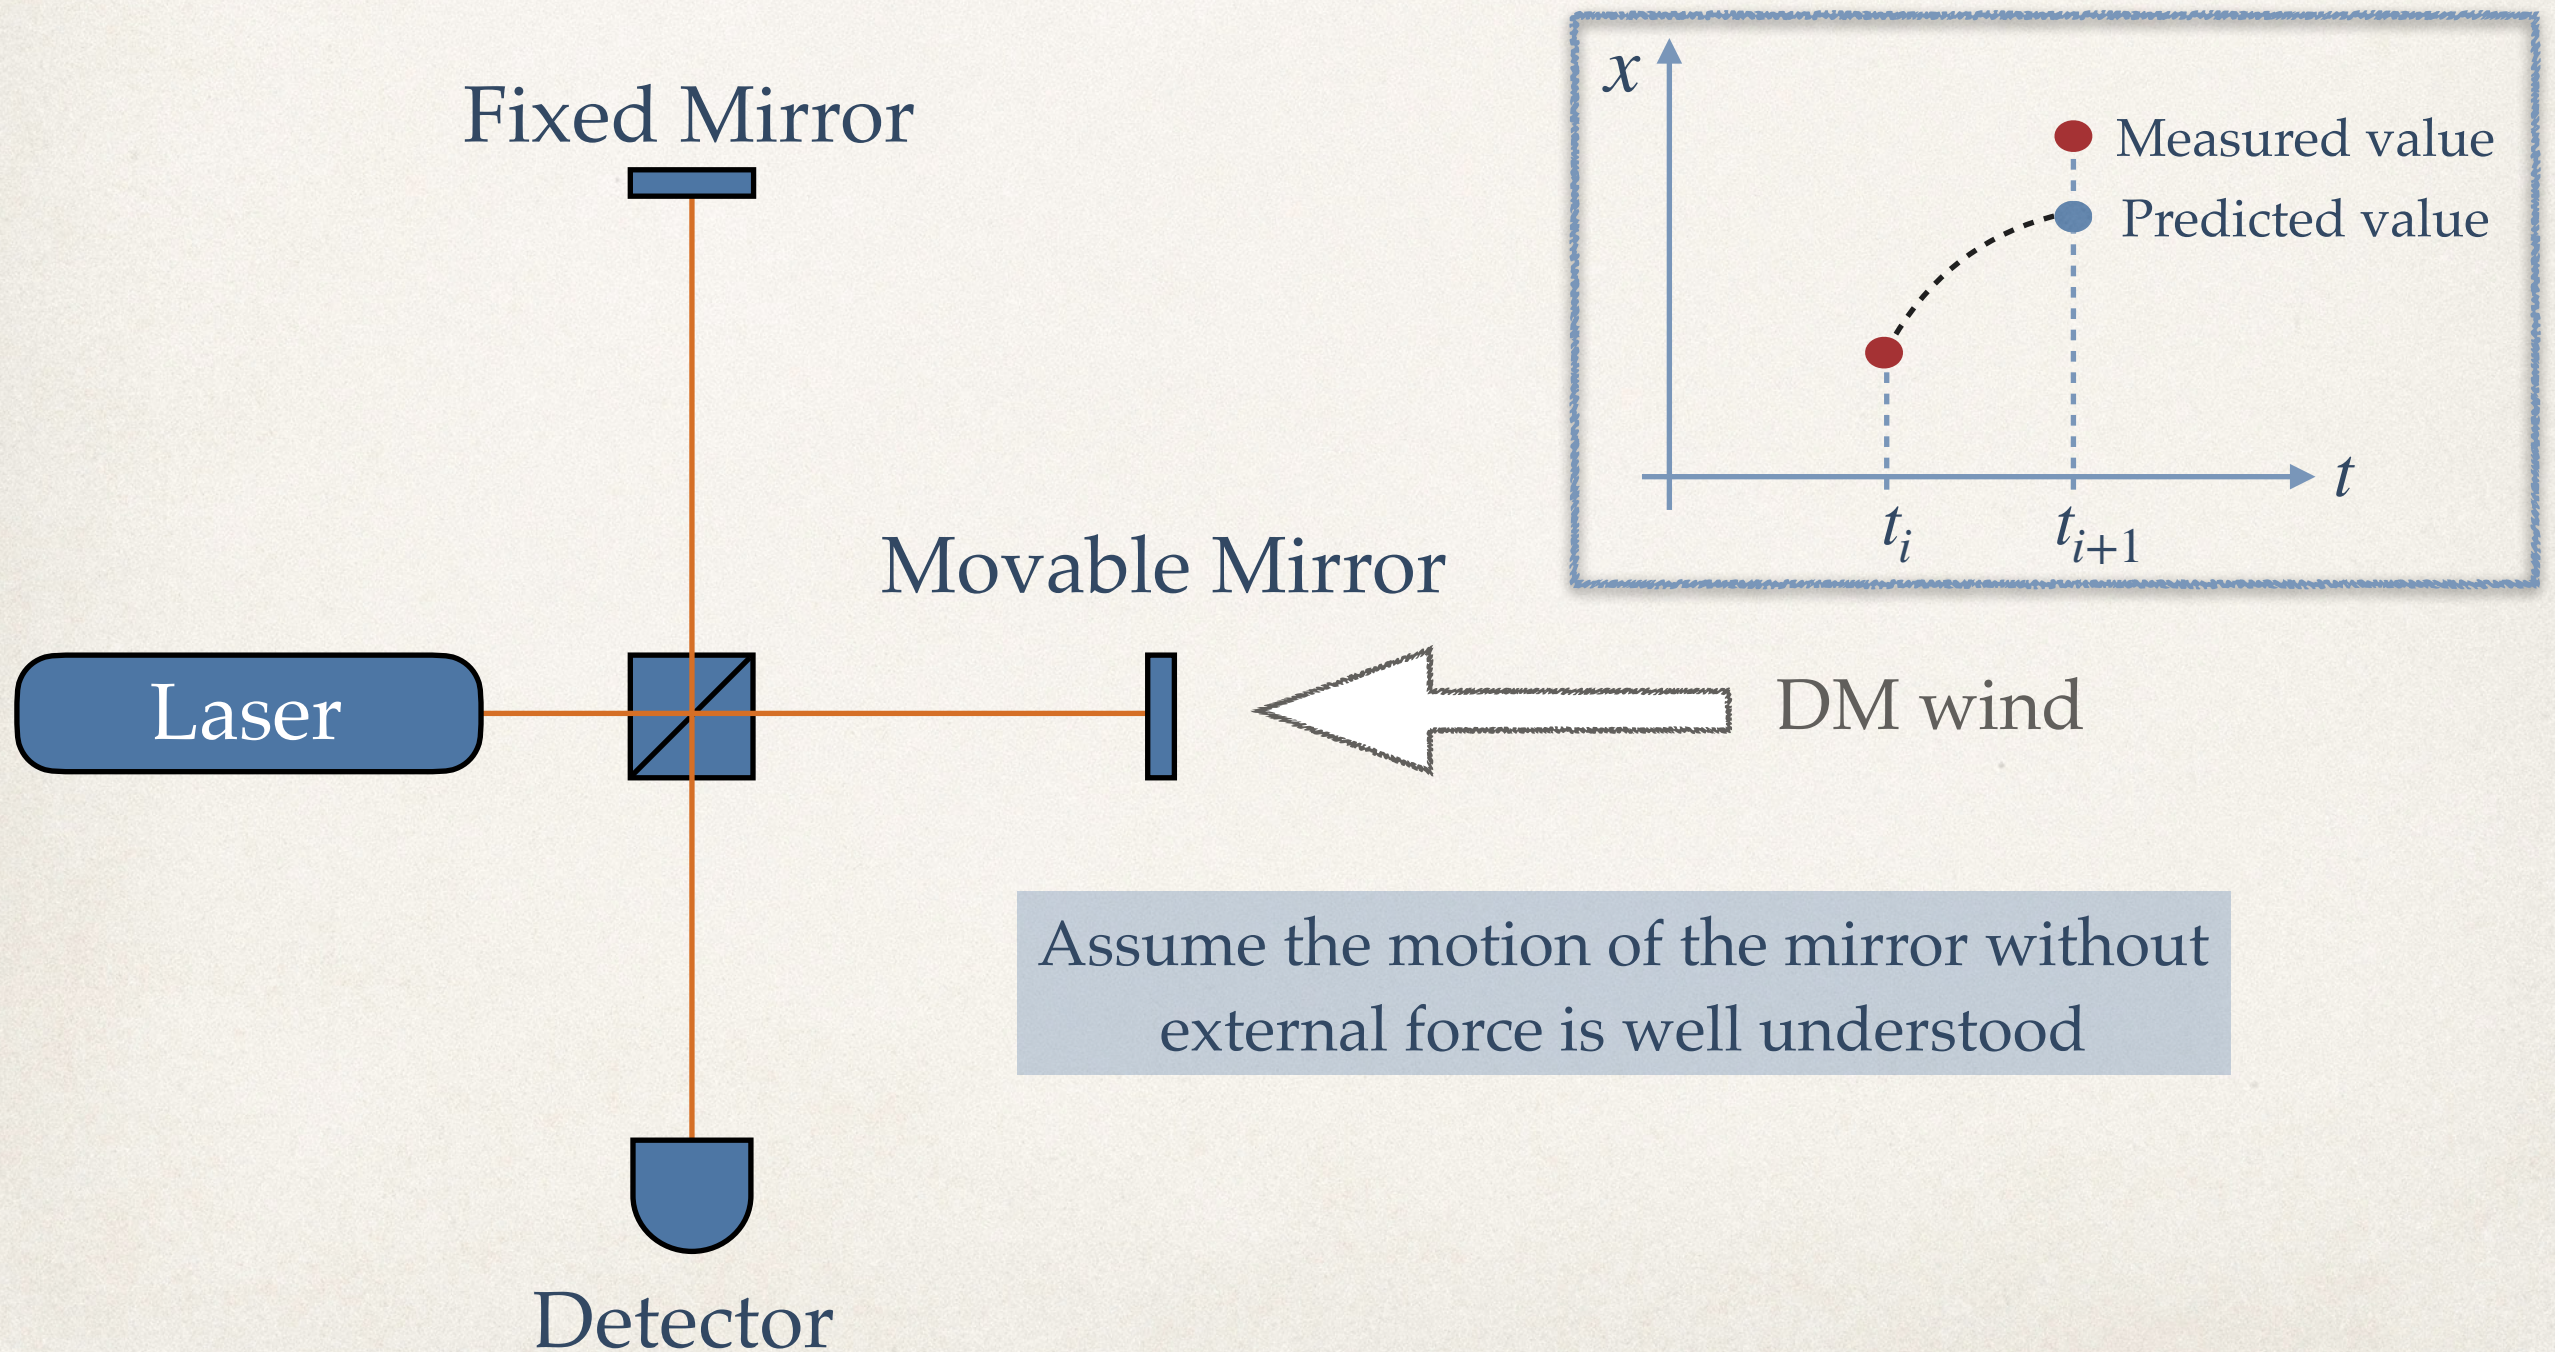 Fixed Mirror
x
Measured value
Predicted value
t
t_i
t_{i+1}
Movable Mirror
Laser
DM wind
Assume the motion of the mirror without
external force is well understood
Detector